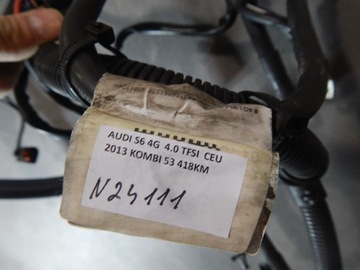 AUDI S6 4G 4.0 TFSI CEU
2013 KOMBI 53 418KM
N24111